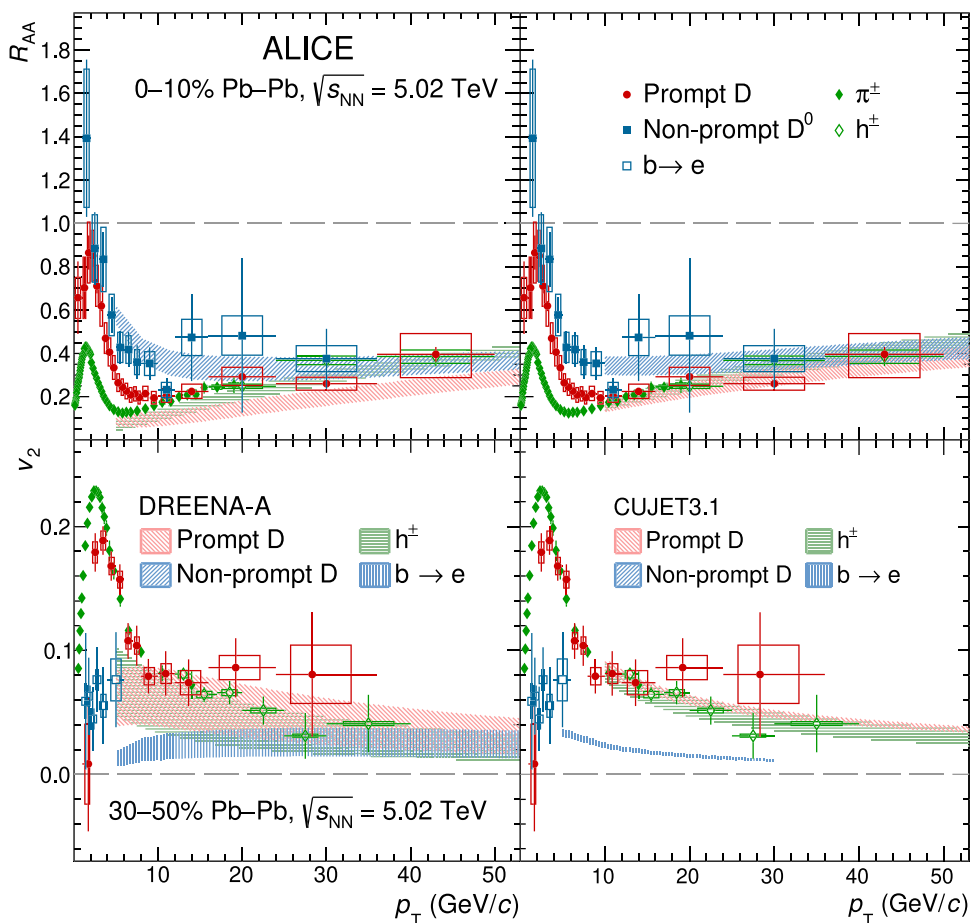 R_AA
1.8
1.6
1.4
1.2
1.0
0.8
0.6
0.4
0.2
ALICE
0–10% Pb–Pb, √s_NN = 5.02 TeV
Prompt D
Non-prompt D⁰
b→ e
π±
h±
v₂
0.2
0.1
0.0
DREENA-A
Prompt D
Non-prompt D
h±
b → e
30–50% Pb–Pb, √s_NN = 5.02 TeV
CUJET3.1
Prompt D
Non-prompt D
h±
b → e
10 20 30 40 50
p_T (GeV/c)
10 20 30 40 50
p_T (GeV/c)